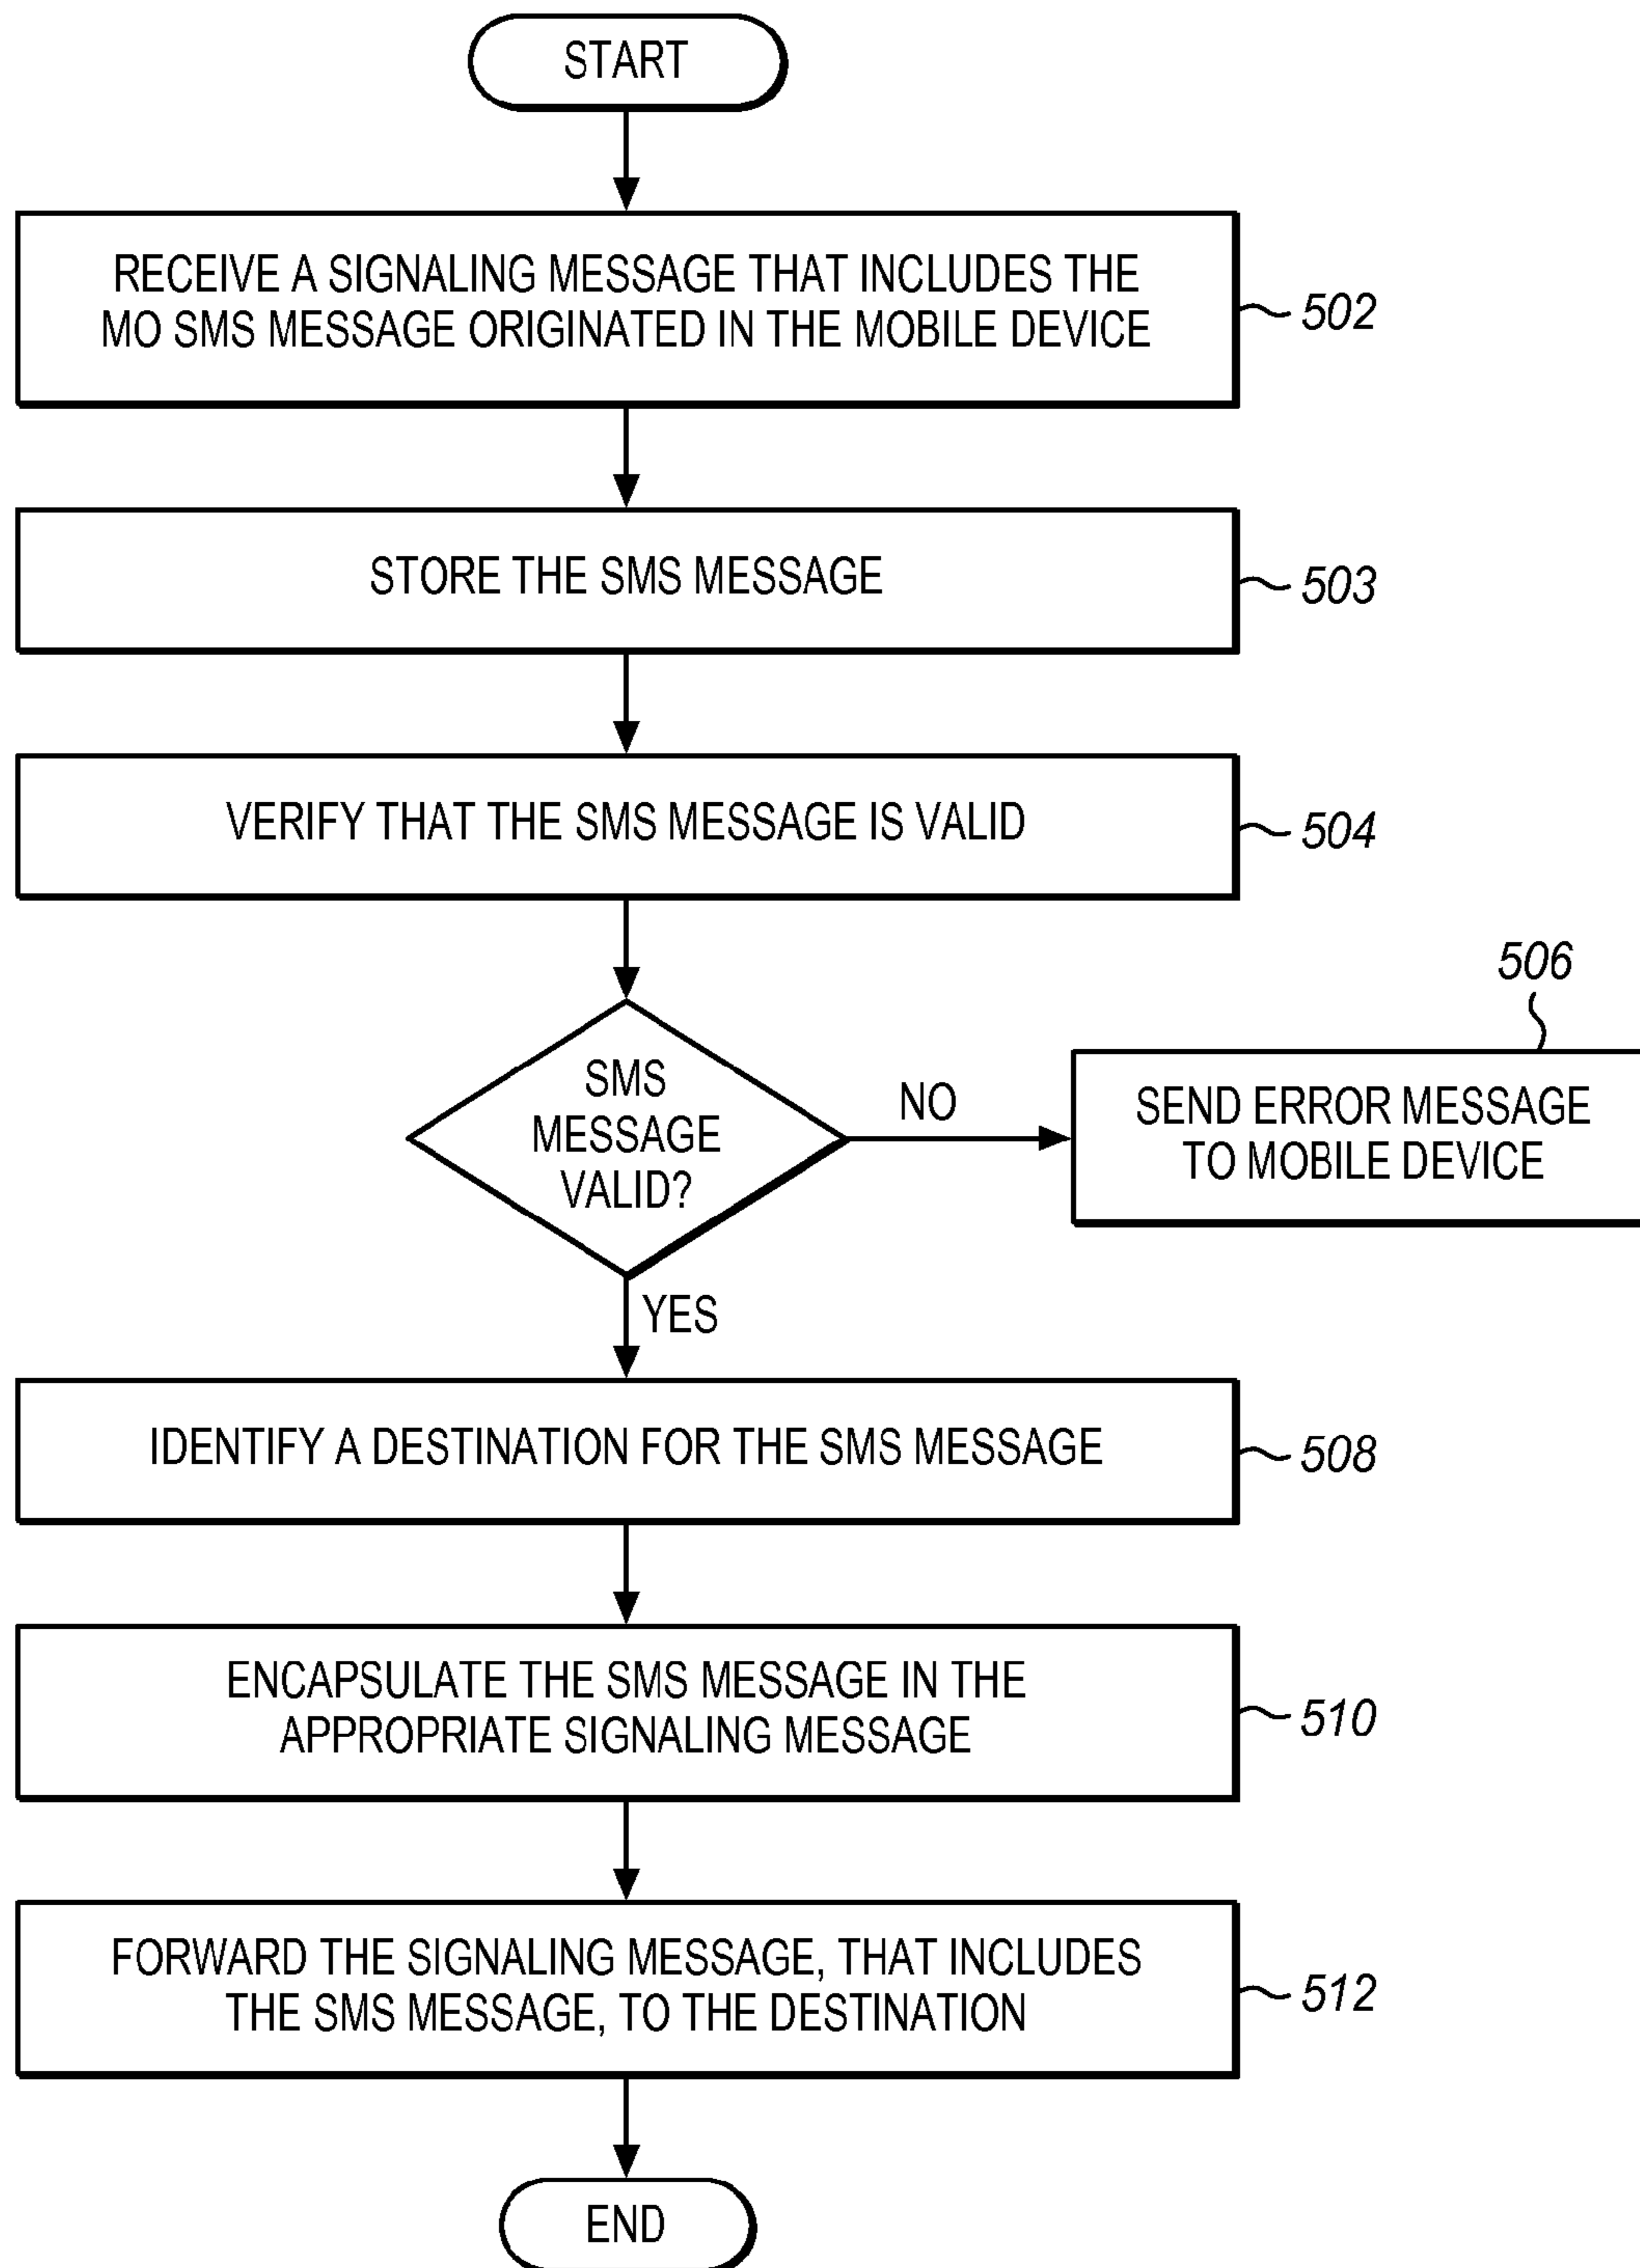 START
RECEIVE A SIGNALING MESSAGE THAT INCLUDES THE
MO SMS MESSAGE ORIGINATED IN THE MOBILE DEVICE
502
STORE THE SMS MESSAGE
503
VERIFY THAT THE SMS MESSAGE IS VALID
504
SMS
MESSAGE
VALID?
NO
506
SEND ERROR MESSAGE
TO MOBILE DEVICE
YES
IDENTIFY A DESTINATION FOR THE SMS MESSAGE
508
ENCAPSULATE THE SMS MESSAGE IN THE
APPROPRIATE SIGNALING MESSAGE
510
FORWARD THE SIGNALING MESSAGE, THAT INCLUDES
THE SMS MESSAGE, TO THE DESTINATION
512
END